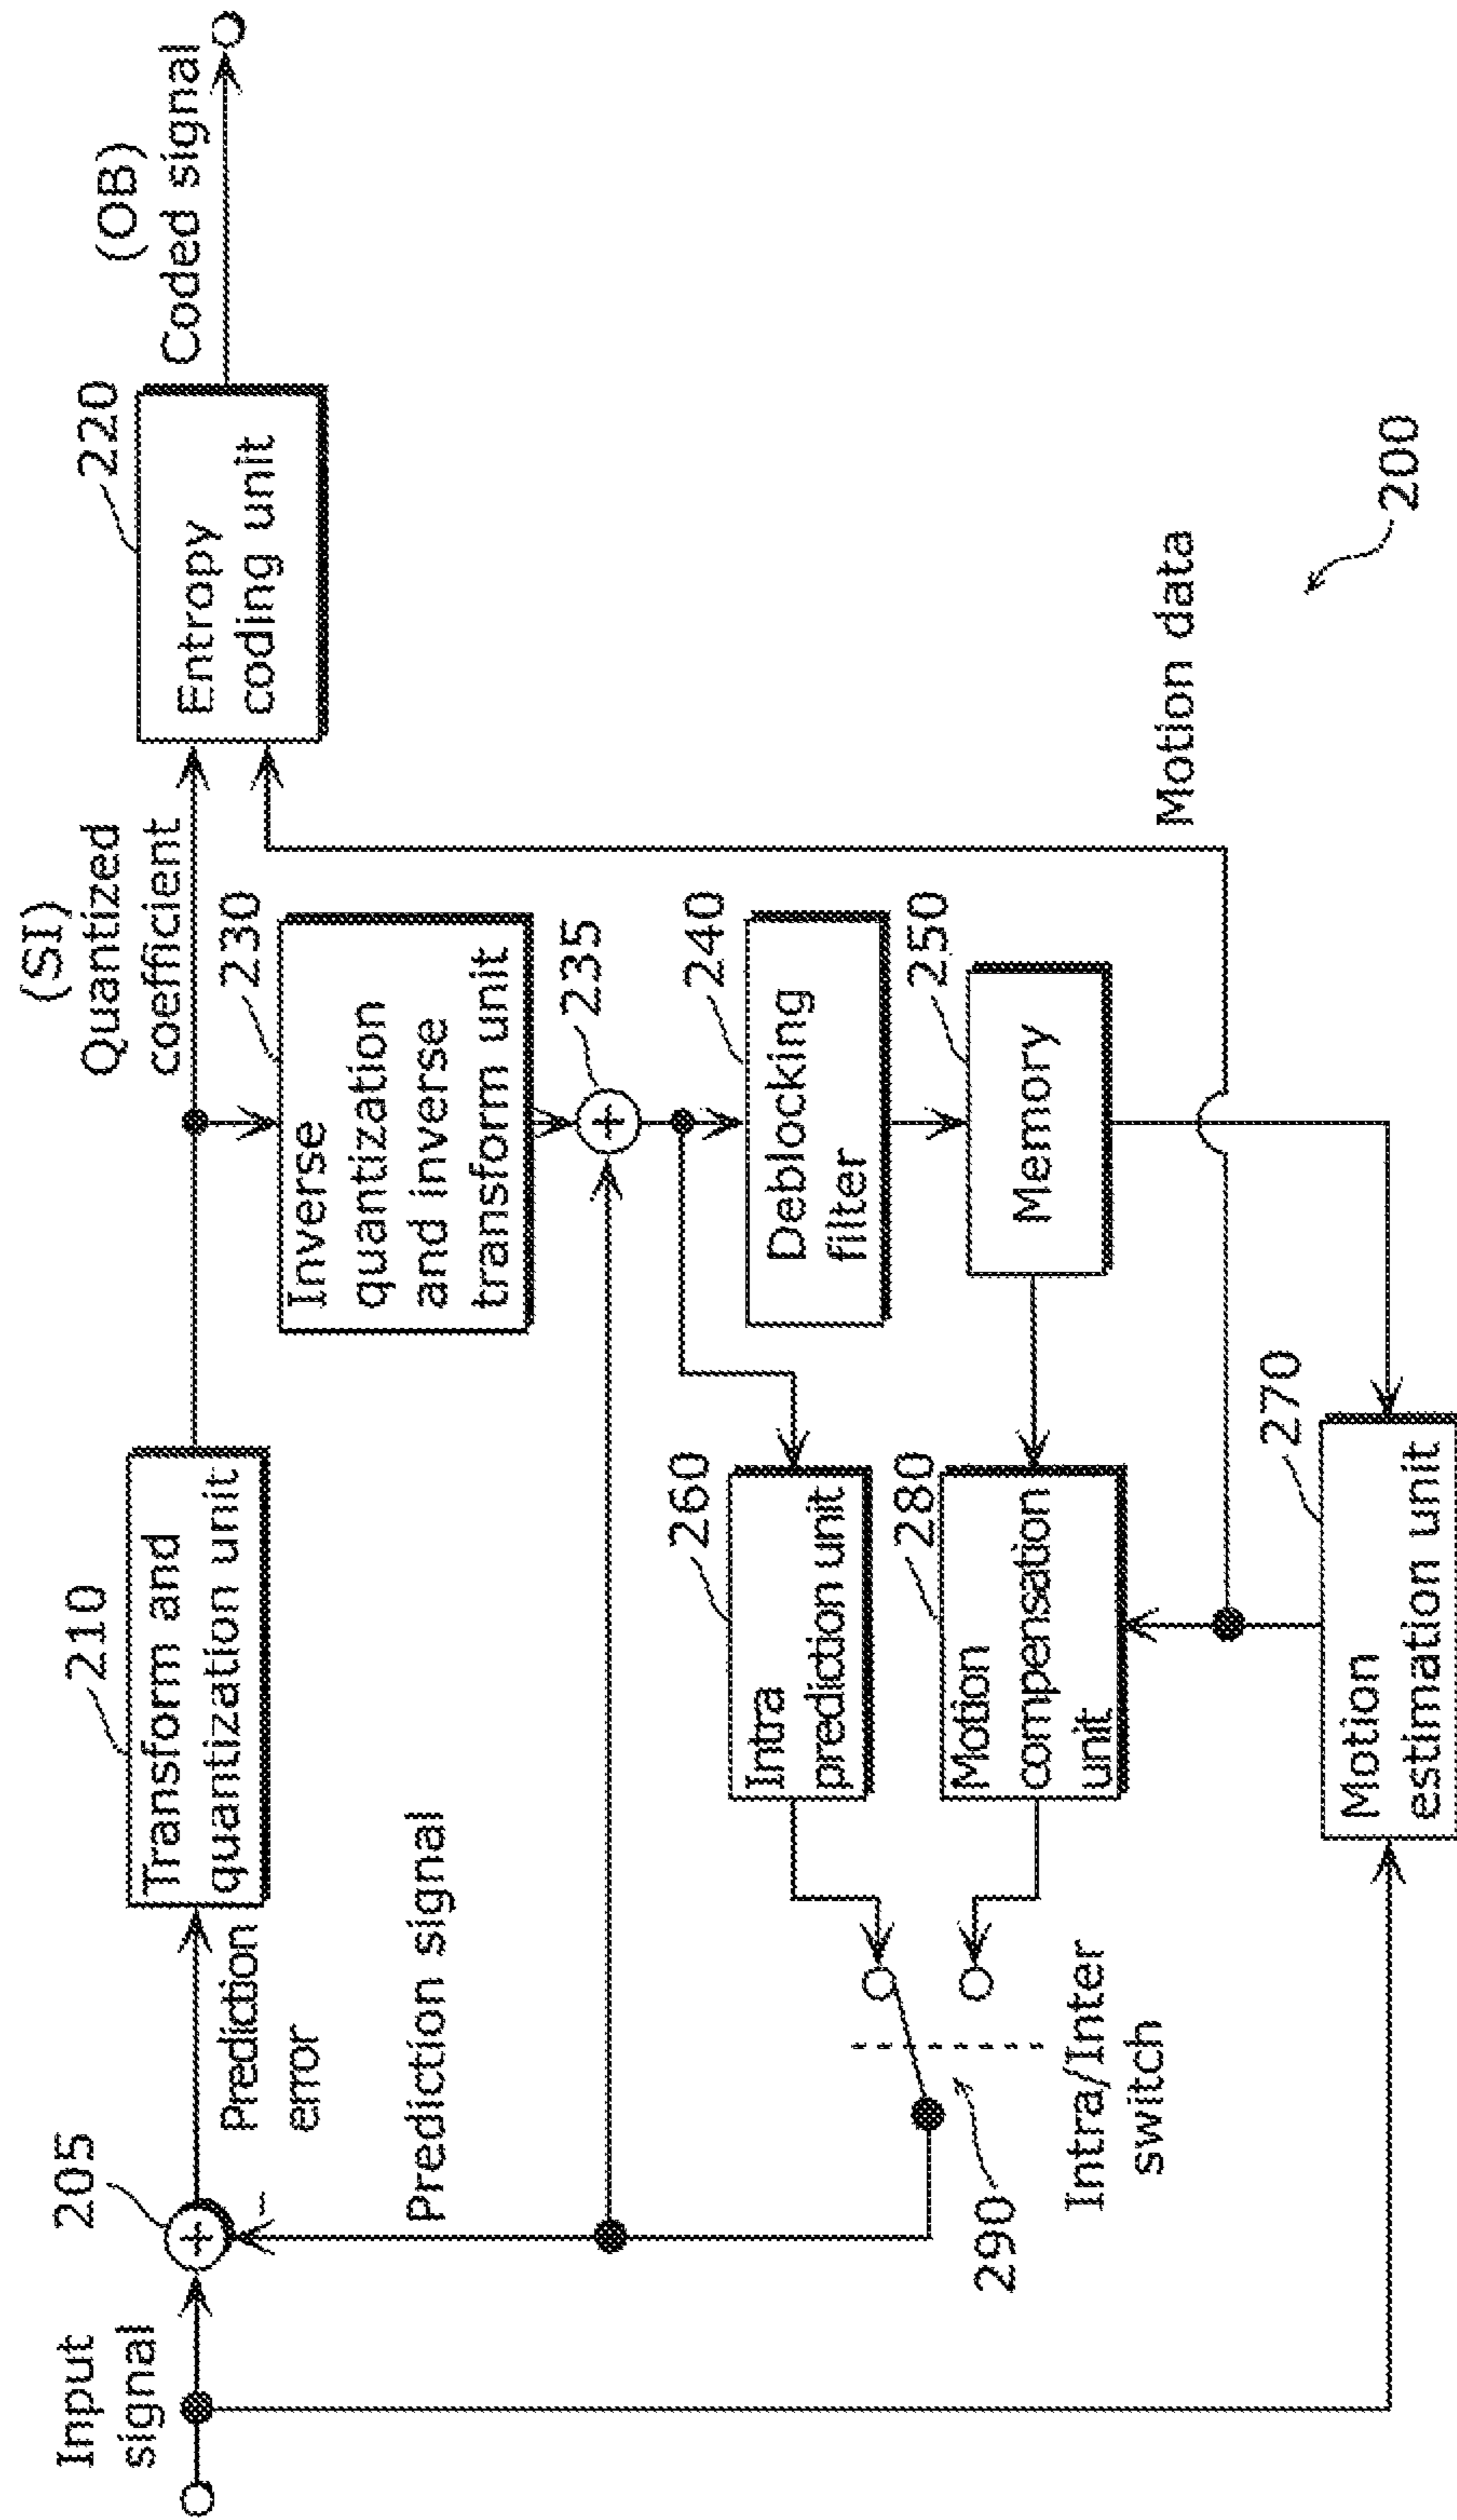 Input
signal
205
Prediction
error
210
Transform and
quantization unit
(SI)
Quantized
coefficient
220
Entropy
coding unit
(OB)
Coded signal
230
Inverse
quantization
and inverse
transform unit
235
Prediction signal
240
Deblocking
filter
250
Memory
260
Intra
prediction unit
280
Motion
compensation
unit
290
Intra/Inter
switch
270
Motion
estimation unit
Motion data
200
+
−
+